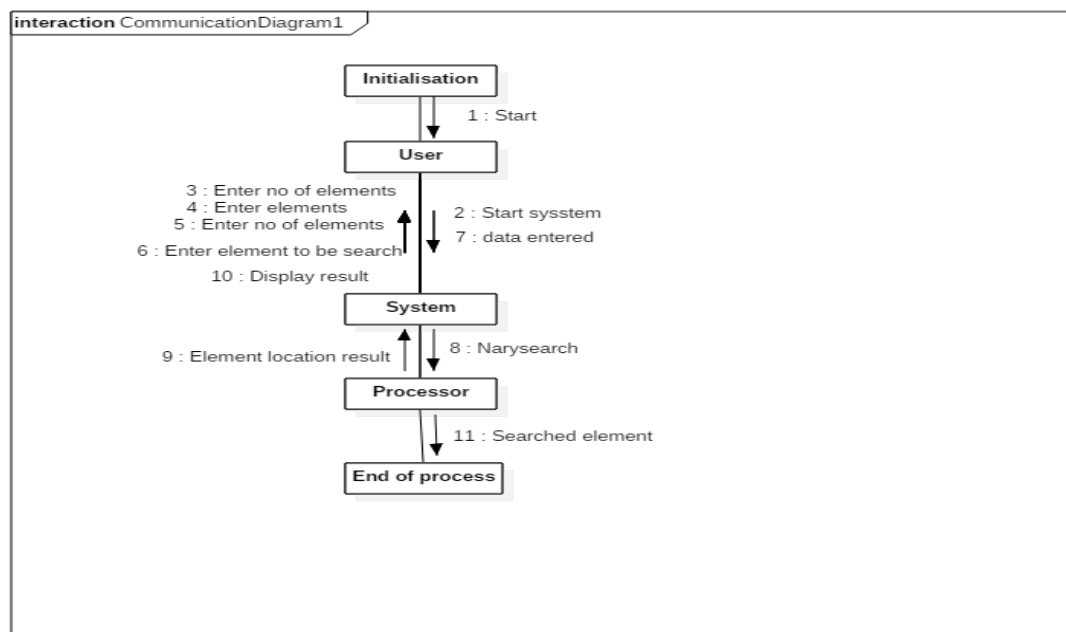 interaction CommunicationDiagram1
Initialisation
1 : Start
User
3 : Enter no of elements
4 : Enter elements
5 : Enter no of elements
6 : Enter element to be search
10 : Display result
2 : Start sysstem
7 : data entered
System
9 : Element location result
8 : Narysearch
Processor
11 : Searched element
End of process